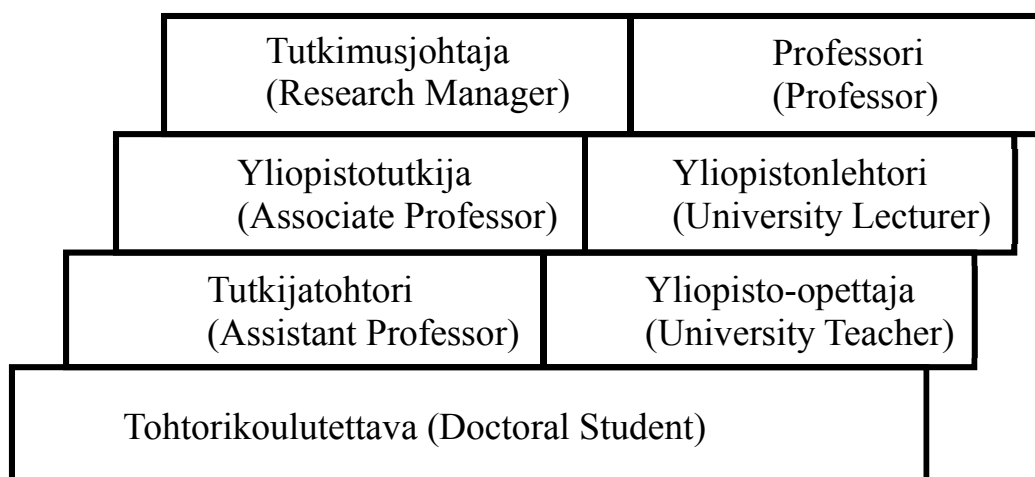 Tutkimusjohtaja
(Research Manager)
Professori
(Professor)
Yliopistotutkija
(Associate Professor)
Yliopistonlehtori
(University Lecturer)
Tutkijatohtori
(Assistant Professor)
Yliopisto-opettaja
(University Teacher)
Tohtorikoulutettava (Doctoral Student)